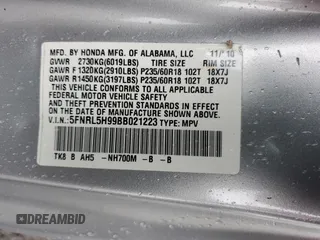 MFD. BY HONDA MFG. OF ALABAMA, LLC 11/10
GVWR 2730KG(6019LBS) TIRES RIM SIZE
GAWR F 1320KG(2910LBS) P235/60R18 102T 18X7J
GAWR R 1450KG(3197LBS) P235/60R18 102T 18X7J
THIS VEHICLE CONFORMS TO ALL APPLICABLE
FEDERAL MOTOR VEHICLE SAFETY AND THEFT
PREVENTION STANDARDS IN EFFECT ON THE DATE
OF MANUFACTURE SHOWN ABOVE.
V.I.N.:5FNRL5H99BB021223 TYPE: MPV
TK8 B AH5 -NH700M -B -B
DREAMBID